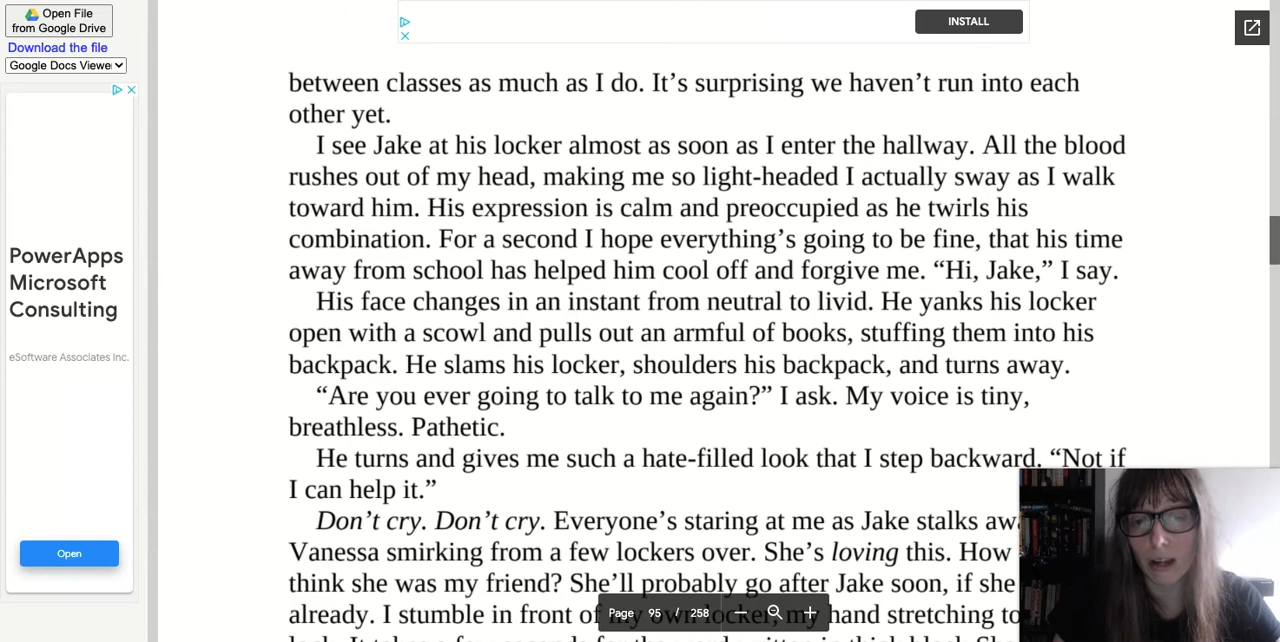 Open File
from Google Drive
Download the file
Google Docs Viewe
INSTALL
PowerApps
Microsoft
Consulting
eSoftware Associates Inc.
Open
between classes as much as I do. It’s surprising we haven’t run into each
other yet.
I see Jake at his locker almost as soon as I enter the hallway. All the blood
rushes out of my head, making me so light-headed I actually sway as I walk
toward him. His expression is calm and preoccupied as he twirls his
combination. For a second I hope everything’s going to be fine, that his time
away from school has helped him cool off and forgive me. “Hi, Jake,” I say.
His face changes in an instant from neutral to livid. He yanks his locker
open with a scowl and pulls out an armful of books, stuffing them into his
backpack. He slams his locker, shoulders his backpack, and turns away.
“Are you ever going to talk to me again?” I ask. My voice is tiny,
breathless. Pathetic.
He turns and gives me such a hate-filled look that I step backward. “Not if
I can help it.”
Don’t cry. Don’t cry. Everyone’s staring at me as Jake stalks
Vanessa smirking from a few lockers over. She’s loving this. How
think she was my friend? She’ll probably go after Jake soon, if she
already. I stumble in front of my own locker, my hand stretching
Page 95 / 258